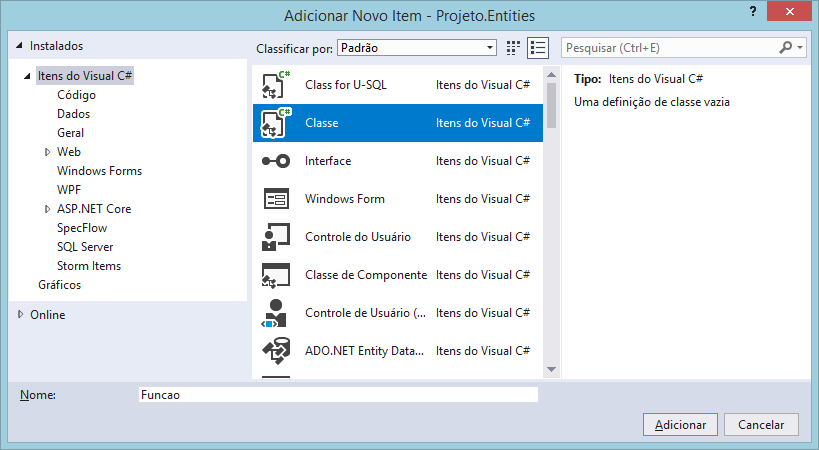 Adicionar Novo Item - Projeto.Entities
?
Instalados
Classificar por: Padrão
Pesquisar (Ctrl+E)
Itens do Visual C#
Código
Dados
Geral
Web
Windows Forms
WPF
ASP.NET Core
SpecFlow
SQL Server
Storm Items
Gráficos
Online
C# Class for U-SQL Itens do Visual C#
C# Classe Itens do Visual C#
Interface Itens do Visual C#
Windows Form Itens do Visual C#
Controle do Usuário Itens do Visual C#
Classe de Componente Itens do Visual C#
Controle de Usuário (... Itens do Visual C#
ADO.NET Entity Data... Itens do Visual C#
Tipo: Itens do Visual C#
Uma definição de classe vazia
Nome: Funcao
Adicionar Cancelar